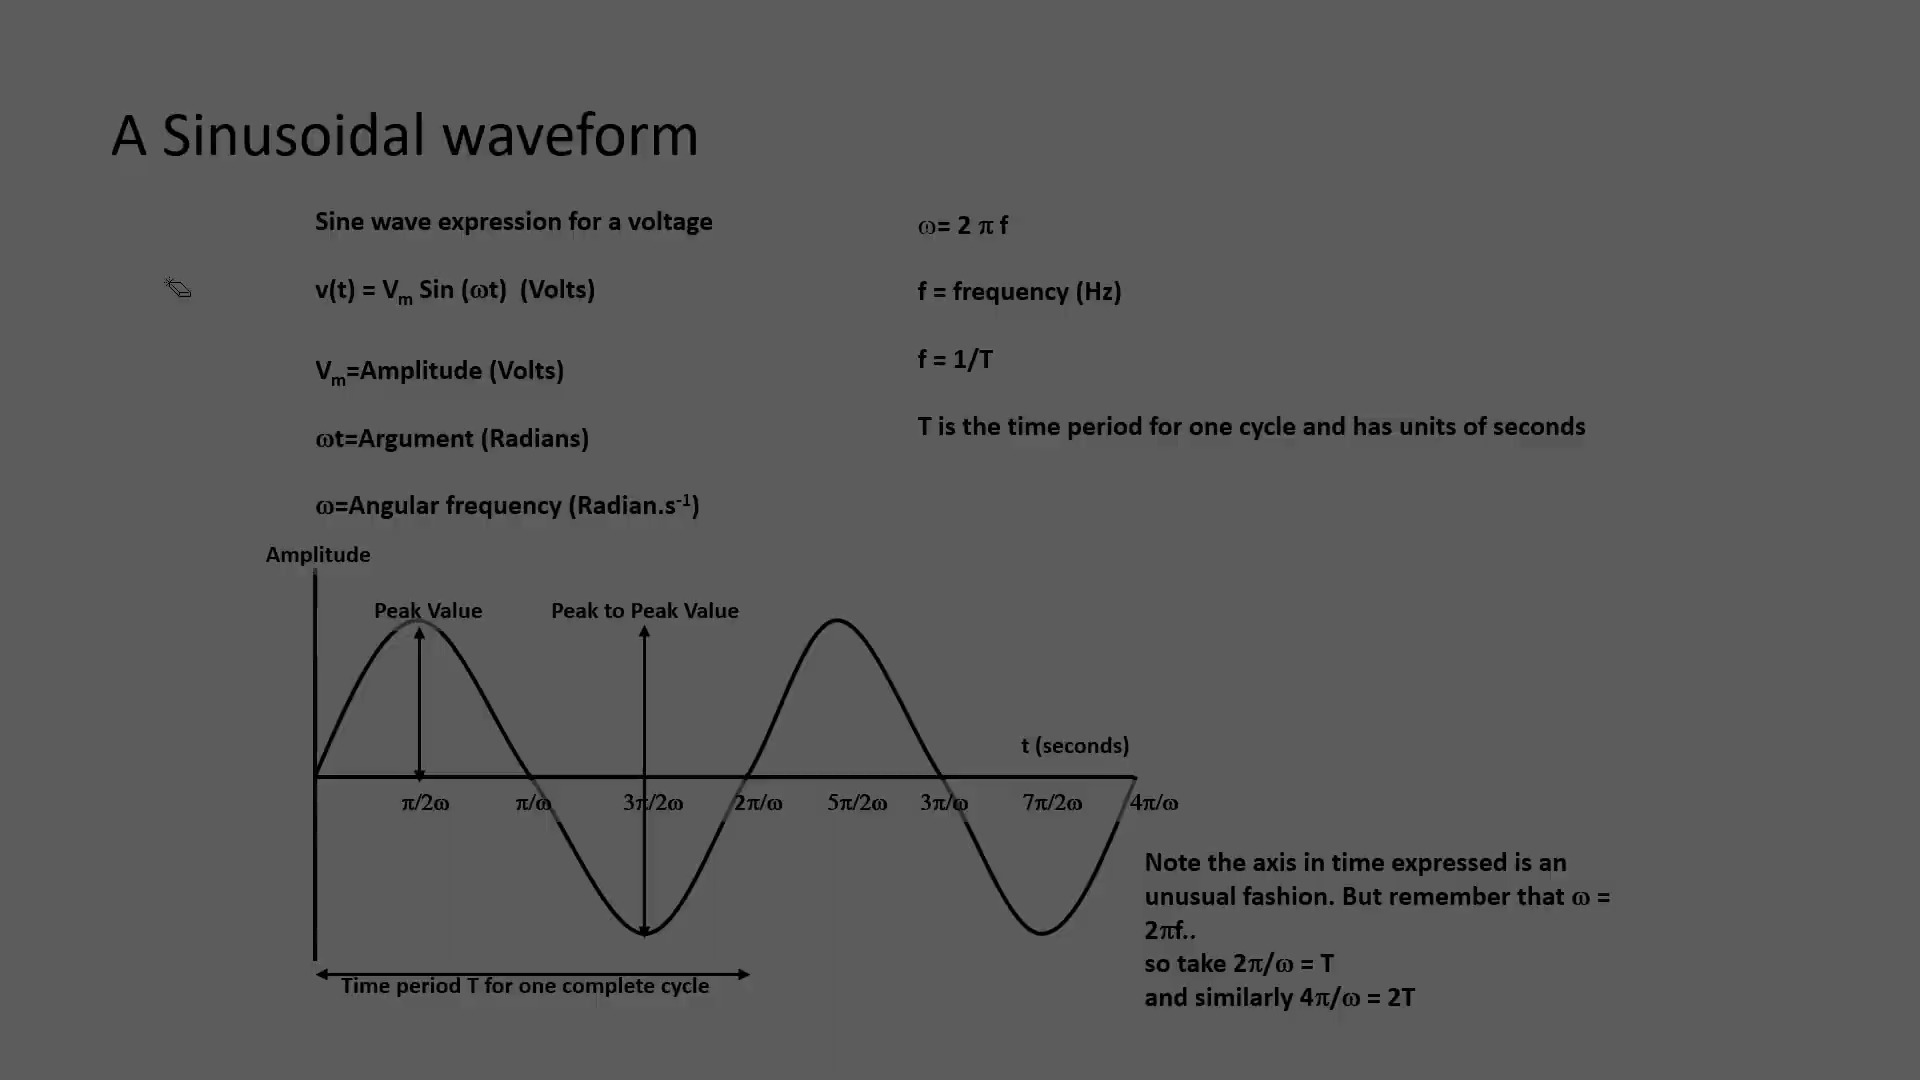 A Sinusoidal waveform
Sine wave expression for a voltage
v(t) = Vm Sin (ωt) (Volts)
Vm=Amplitude (Volts)
ωt=Argument (Radians)
ω=Angular frequency (Radian.s-1)
ω= 2 π f
f = frequency (Hz)
f = 1/T
T is the time period for one cycle and has units of seconds
Amplitude
Peak Value
Peak to Peak Value
t (seconds)
π/2ω π/ω 3π/2ω 2π/ω 5π/2ω 3π/ω 7π/2ω 4π/ω
Time period T for one complete cycle
Note the axis in time expressed is an
unusual fashion. But remember that ω =
2πf..
so take 2π/ω = T
and similarly 4π/ω = 2T